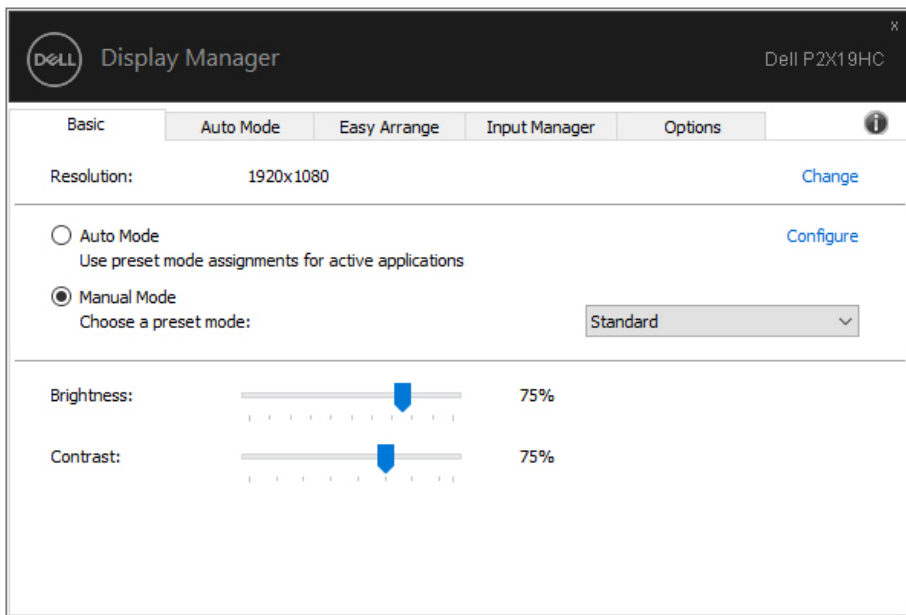 x
DELL Display Manager Dell P2X19HC
Basic Auto Mode Easy Arrange Input Manager Options i
Resolution: 1920x1080 Change
Auto Mode Configure
Use preset mode assignments for active applications
Manual Mode
Choose a preset mode: Standard
Brightness: 75%
Contrast: 75%